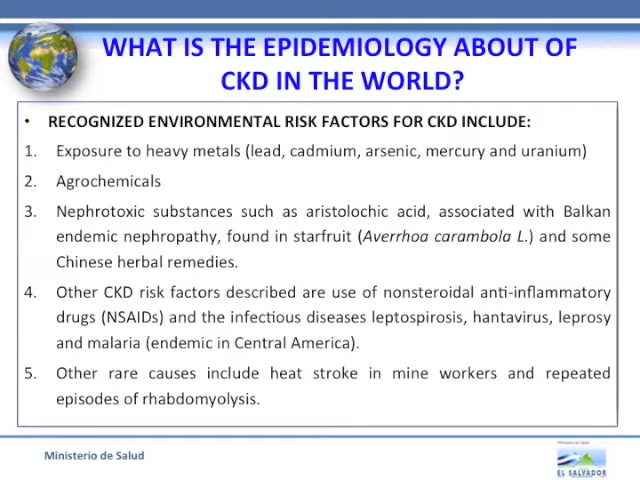 WHAT IS THE EPIDEMIOLOGY ABOUT OF
CKD IN THE WORLD?
• RECOGNIZED ENVIRONMENTAL RISK FACTORS FOR CKD INCLUDE:
1. Exposure to heavy metals (lead, cadmium, arsenic, mercury and uranium)
2. Agrochemicals
3. Nephrotoxic substances such as aristolochic acid, associated with Balkan
endemic nephropathy, found in starfruit (Averrhoa carambola L.) and some
Chinese herbal remedies.
4. Other CKD risk factors described are use of nonsteroidal anti-inflammatory
drugs (NSAIDs) and the infectious diseases leptospirosis, hantavirus, leprosy
and malaria (endemic in Central America).
5. Other rare causes include heat stroke in mine workers and repeated
episodes of rhabdomyolysis.
Ministerio de Salud
Ministerio de Salud
EL SALVADOR